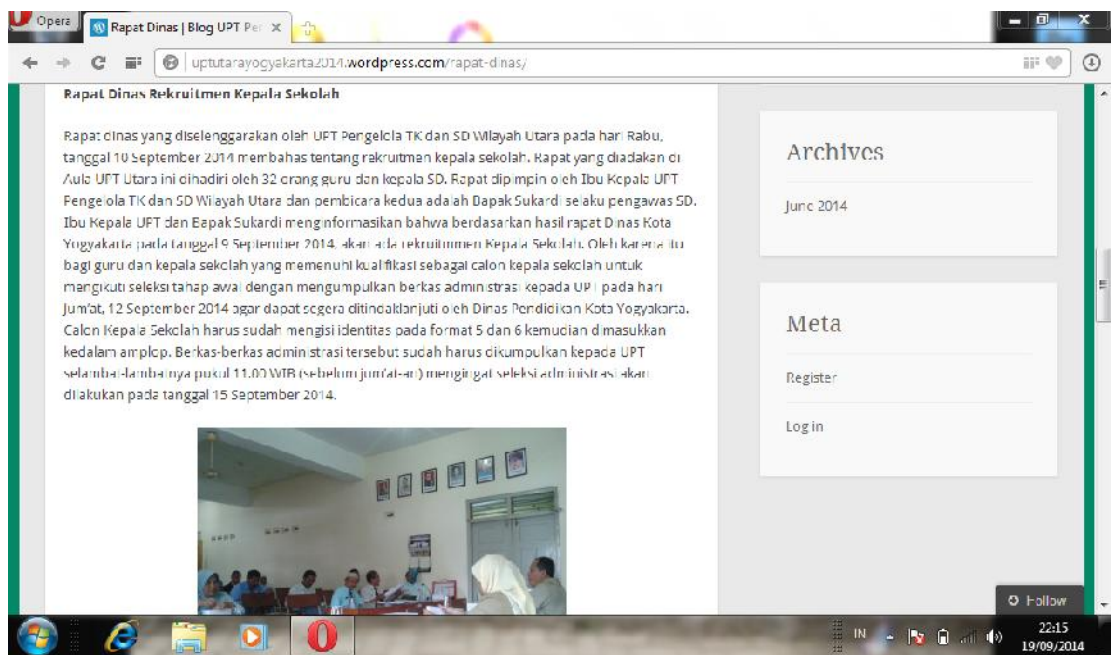 Opera
Rapat Dinas | Blog UPT Per
uptutarayogyakarta2014.wordpress.com/rapat-dinas/
Rapat Dinas Rekruitmen Kepala Sekolah
Rapat dinas yang diselenggarakan oleh UPT Pengelola TK dan SD Wilayah Utara pada hari Rabu,
tanggal 10 September 2014 membahas tentang rekruitmen kepala sekolah. Rapat yang diadakan di
Aula UPT Utara ini dihadiri oleh 32 orang guru dan kepala SD. Rapat dipimpin oleh Ibu Kepala UPT
Pengelola TK dan SD Wilayah Utara dan pembicara kedua adalah Bapak Sukardi selaku pengawas SD.
Ibu Kepala UPT dan Bapak Sukardi menginformasikan bahwa berdasarkan hasil rapat Dinas Kota
Yogyakarta pada tanggal 9 September 2014, akan ada rekruitmen Kepala Sekolah. Oleh karena itu
bagi guru dan kepala sekolah yang memenuhi kualifikasi sebagai calon kepala sekolah untuk
mengikuti seleksi tahap awal dengan mengumpulkan berkas administrasi kepada UPT pada hari
Jum'at, 12 September 2014 agar dapat segera ditindaklanjuti oleh Dinas Pendidikan Kota Yogyakarta.
Calon Kepala Sekolah harus sudah mengisi identitas pada format 5 dan 6 kemudian dimasukkan
kedalam amplop. Berkas-berkas administrasi tersebut sudah harus dikumpulkan kepada UPT
selambat-lambatnya pukul 11.00 WIB (sebelum jum'at-an) mengingat seleksi administrasi akan
dilakukan pada tanggal 15 September 2014.
Archives
June 2014
Meta
Register
Log in
Follow
IN
22:15
19/09/2014